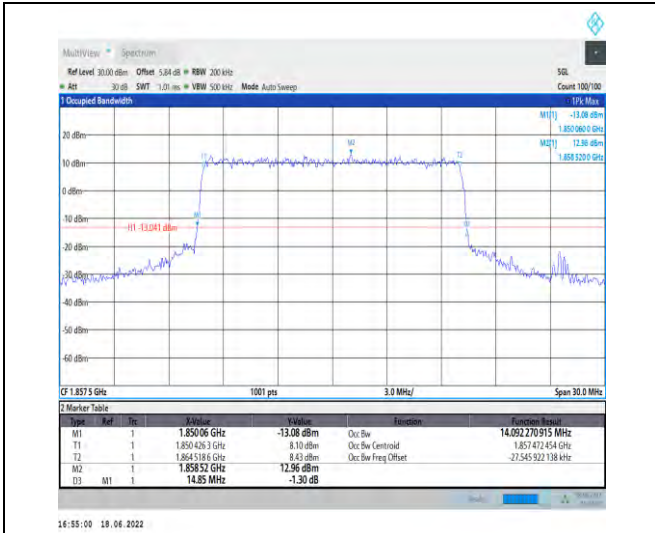 MultiView Spectrum
Ref Level 30.00 dBm Offset 5.84 dB RBW 200 kHz SGL
Att 30 dB SWT 1.01 ms VBW 500 kHz Mode Auto Sweep Count 100/100
1 Occupied Bandwidth 1Pk Max
M1[1] -13.08 dBm
1.850 060 0 GHz
M2[1] 12.96 dBm
1.858 520 0 GHz
20 dBm
M2
T1 T2
10 dBm
0 dBm
-10 dBm
M1
H1 -13.041 dBm
-20 dBm
-30 dBm
-40 dBm
-50 dBm
-60 dBm
CF 1.857 5 GHz 1001 pts 3.0 MHz/ Span 30.0 MHz
2 Marker Table
Type Ref Trc X-Value Y-Value Function Function Result
M1 1 1.850 06 GHz -13.08 dBm Occ Bw 14.092 270 915 MHz
T1 1 1.850 426 3 GHz 8.10 dBm Occ Bw Centroid 1.857 472 454 GHz
T2 1 1.864 518 6 GHz 8.43 dBm Occ Bw Freq Offset -27.545 922 138 kHz
M2 1 1.858 52 GHz 12.96 dBm
D3 M1 1 14.85 MHz -1.30 dB
16:55:00 18.06.2022